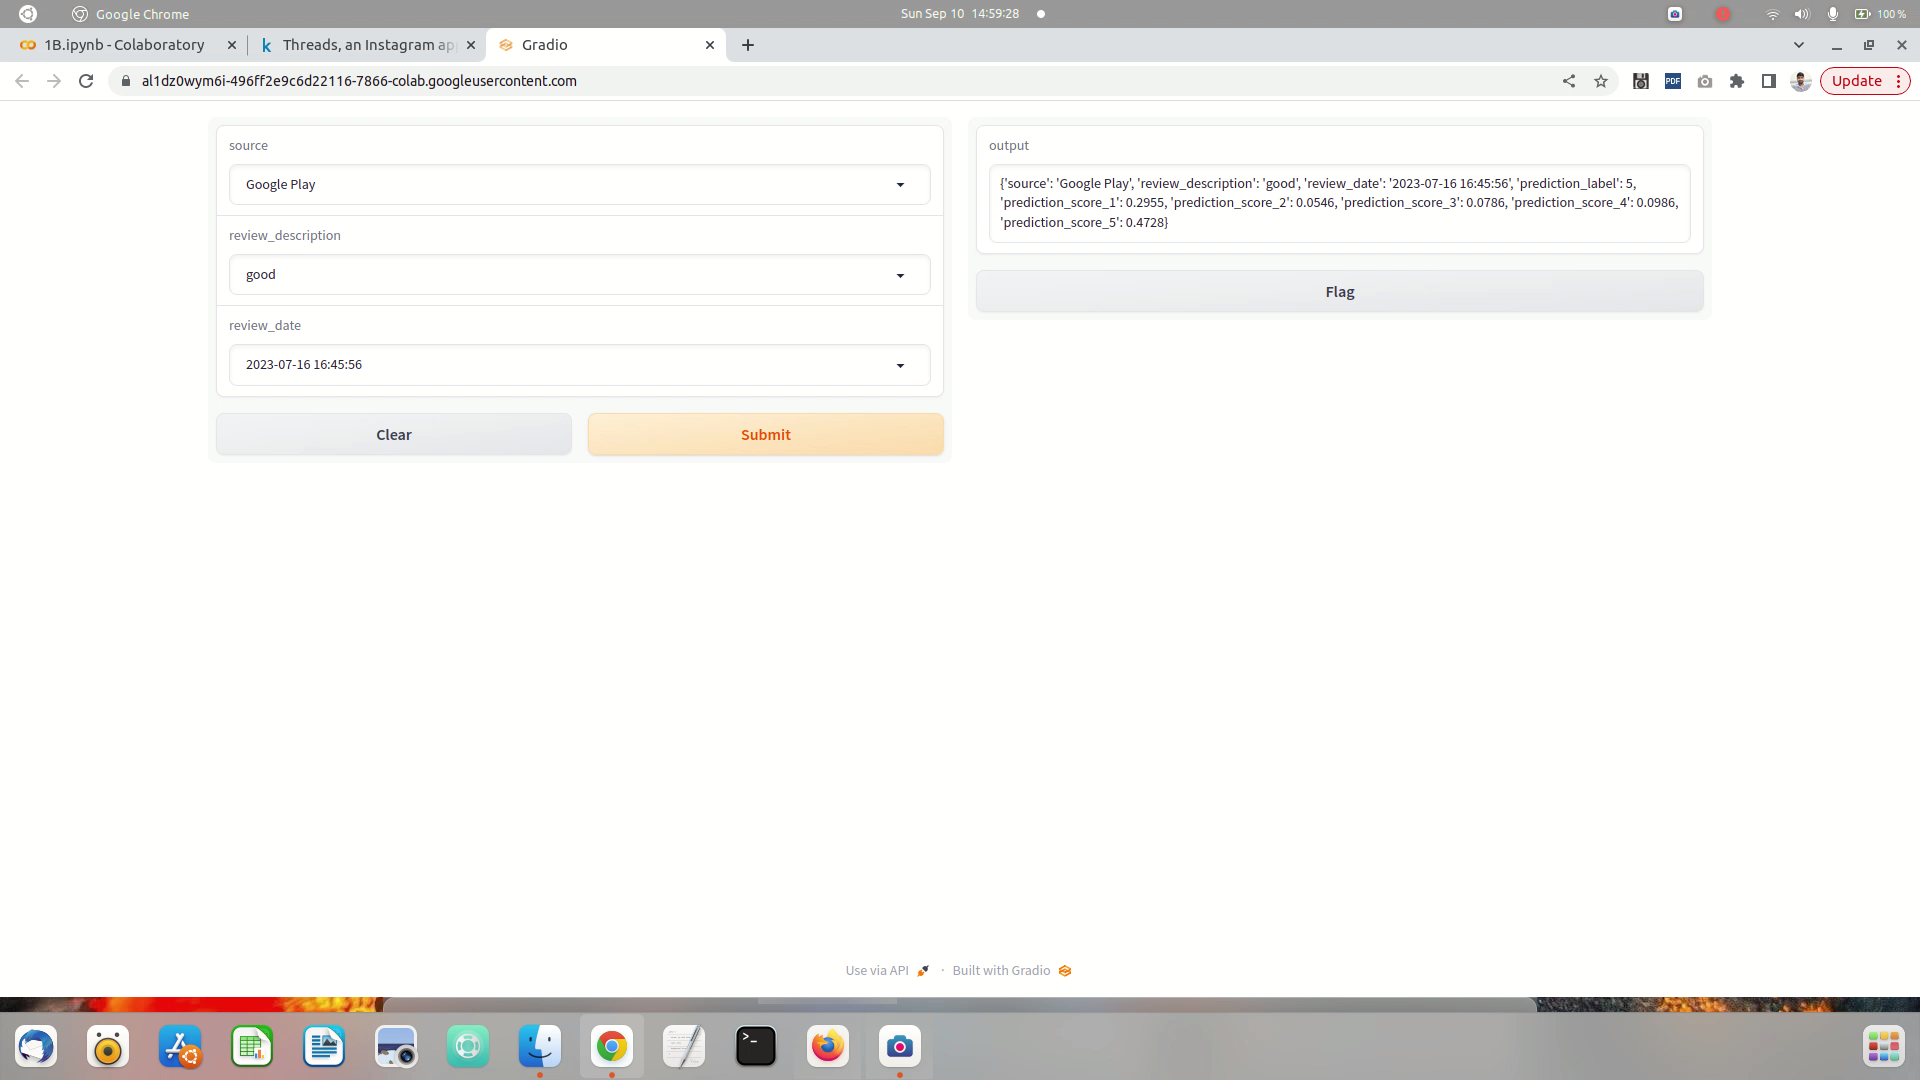 Google Chrome
Sun Sep 10 14:59:28
100 %
1B.ipynb - Colaboratory
Threads, an Instagram ap
Gradio
al1dz0wym6i-496ff2e9c6d22116-7866-colab.googleusercontent.com
PDF
Update
source
Google Play
review_description
good
review_date
2023-07-16 16:45:56
Clear
Submit
output
{'source': 'Google Play', 'review_description': 'good', 'review_date': '2023-07-16 16:45:56', 'prediction_label': 5,
'prediction_score_1': 0.2955, 'prediction_score_2': 0.0546, 'prediction_score_3': 0.0786, 'prediction_score_4': 0.0986,
'prediction_score_5': 0.4728}
Flag
Use via API · Built with Gradio